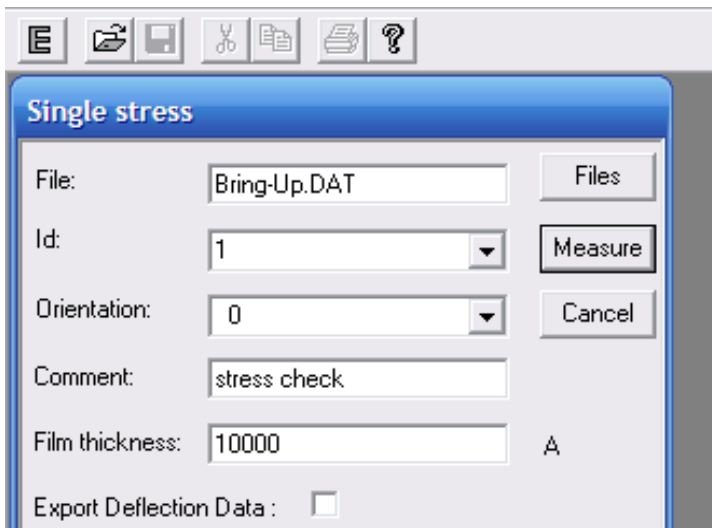 E
?
Single stress
File: Bring-Up.DAT Files
Id: 1 Measure
Orientation: 0 Cancel
Comment: stress check
Film thickness: 10000 A
Export Deflection Data :